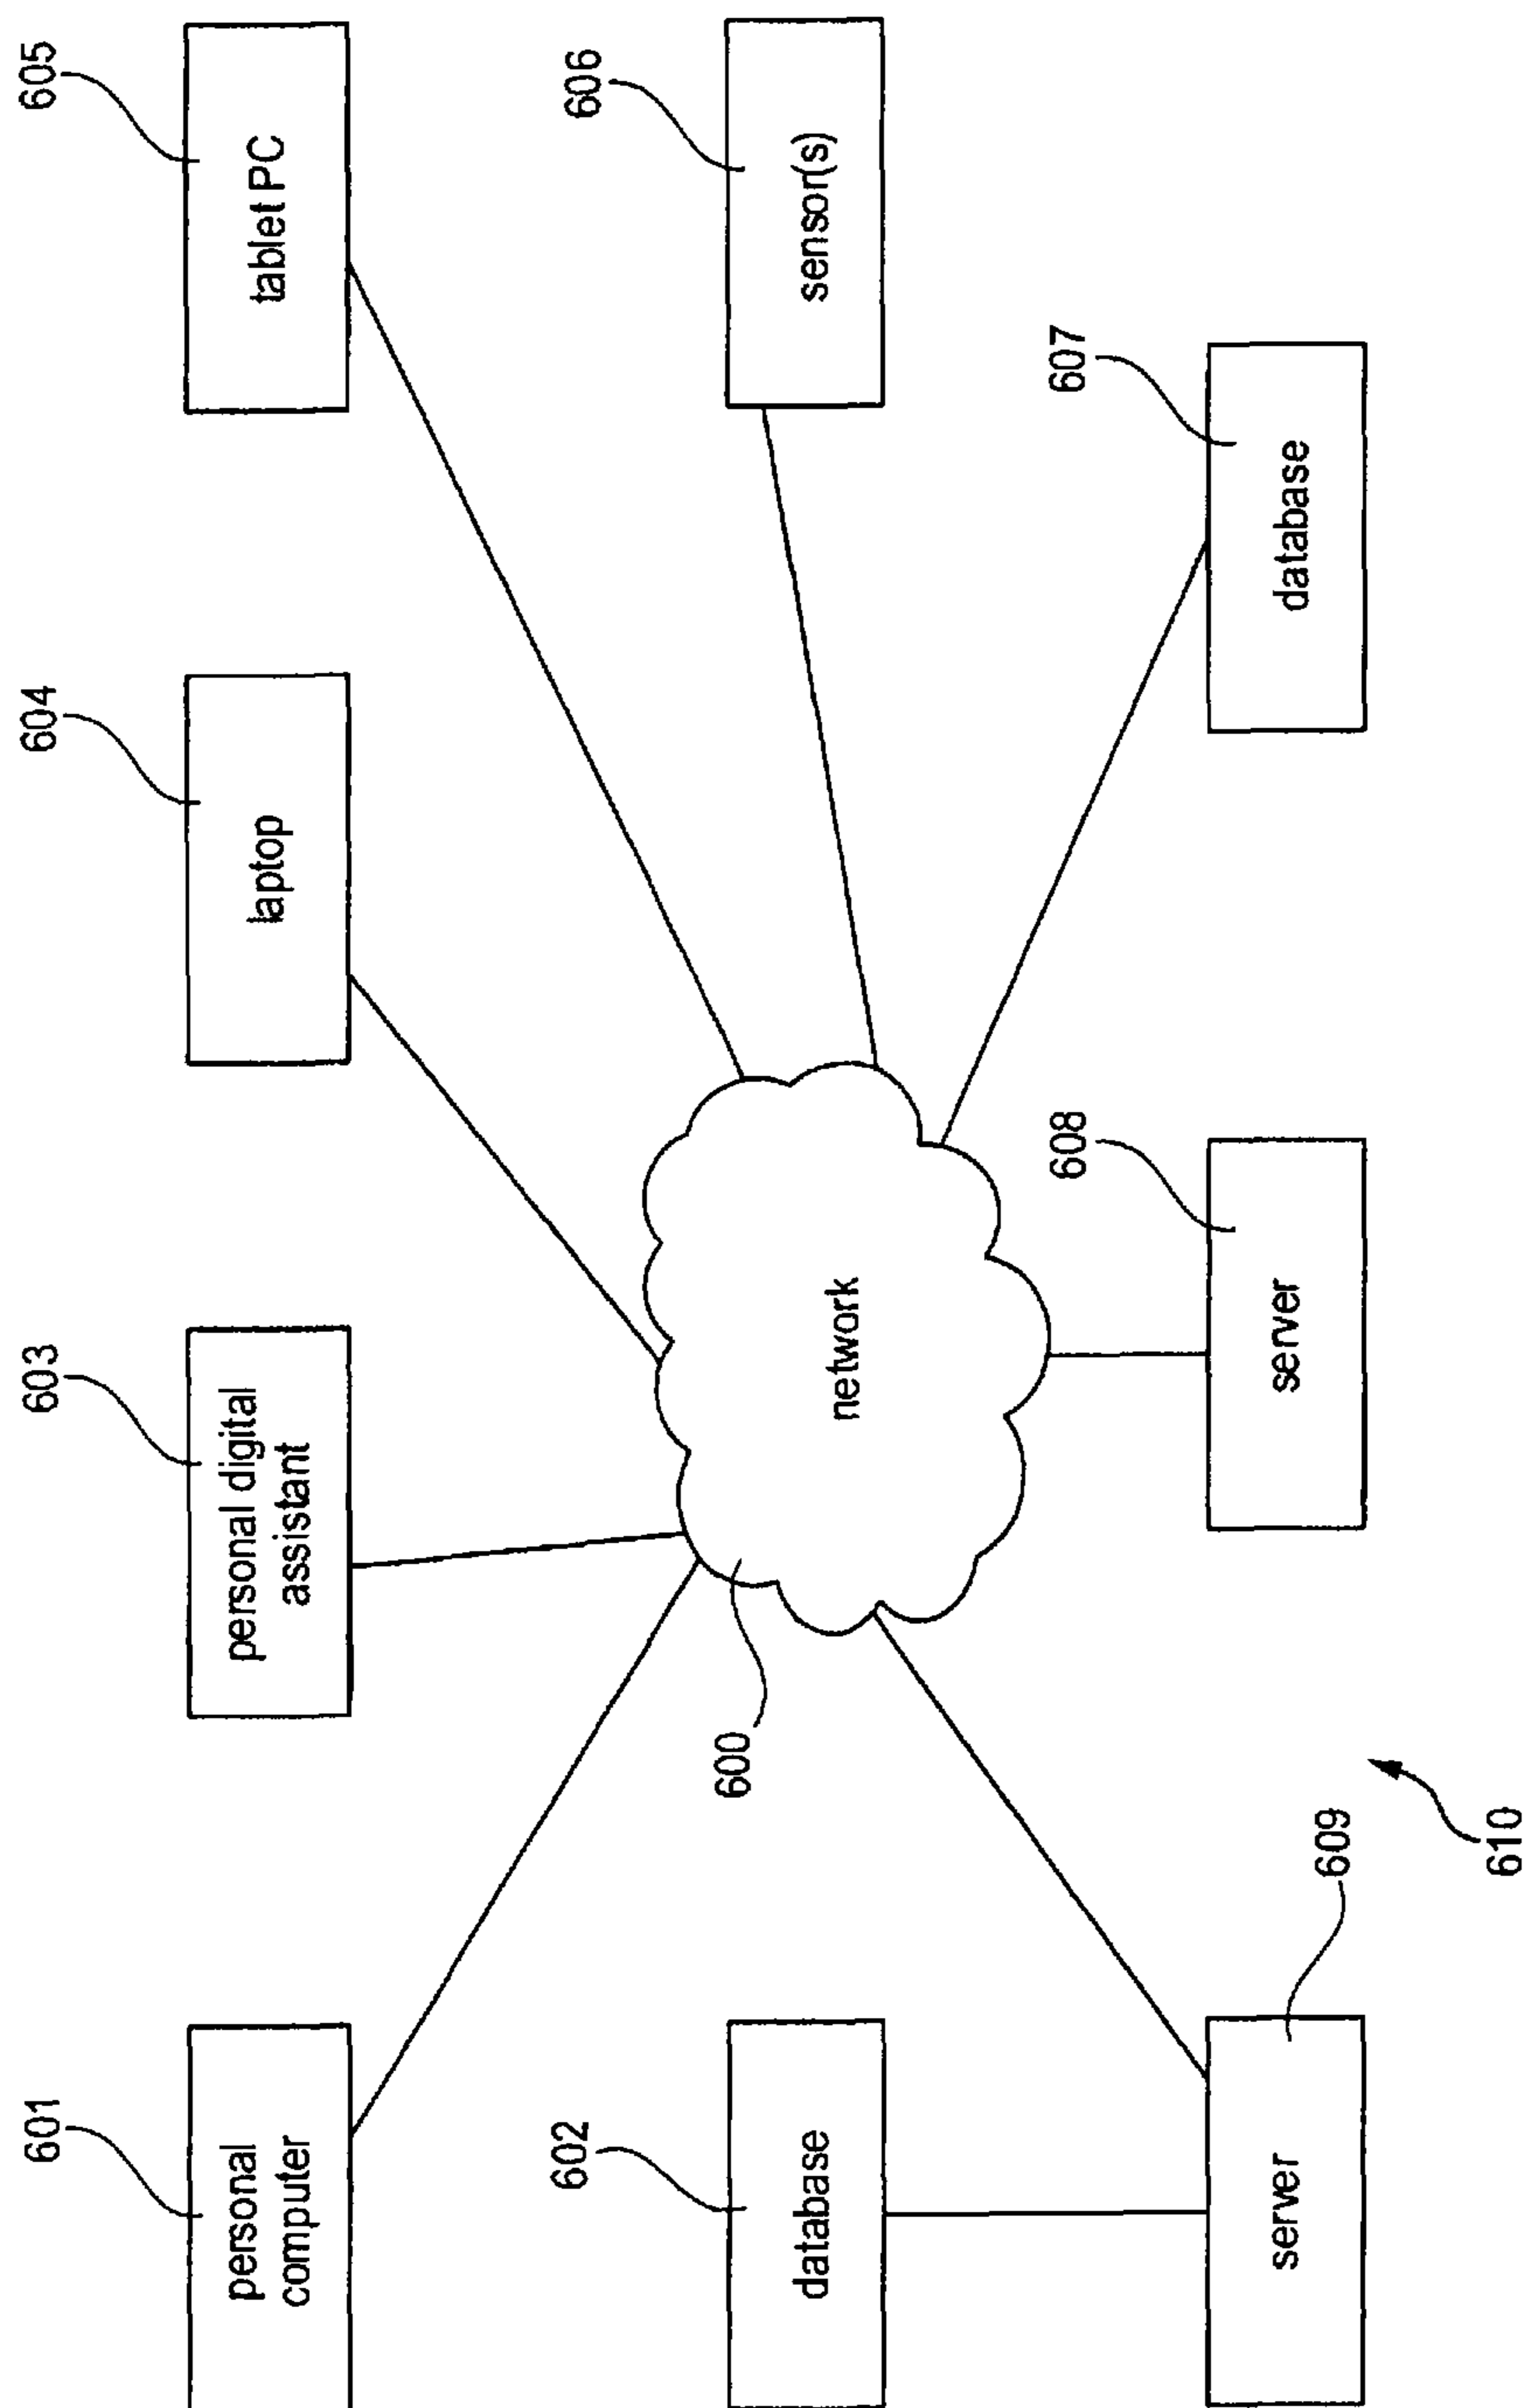 601
personal
computer
603
personal digital
assistant
604
laptop
605
tablet PC
602
database
600
network
606
sensor(s)
609
server
610
608
server
607
database